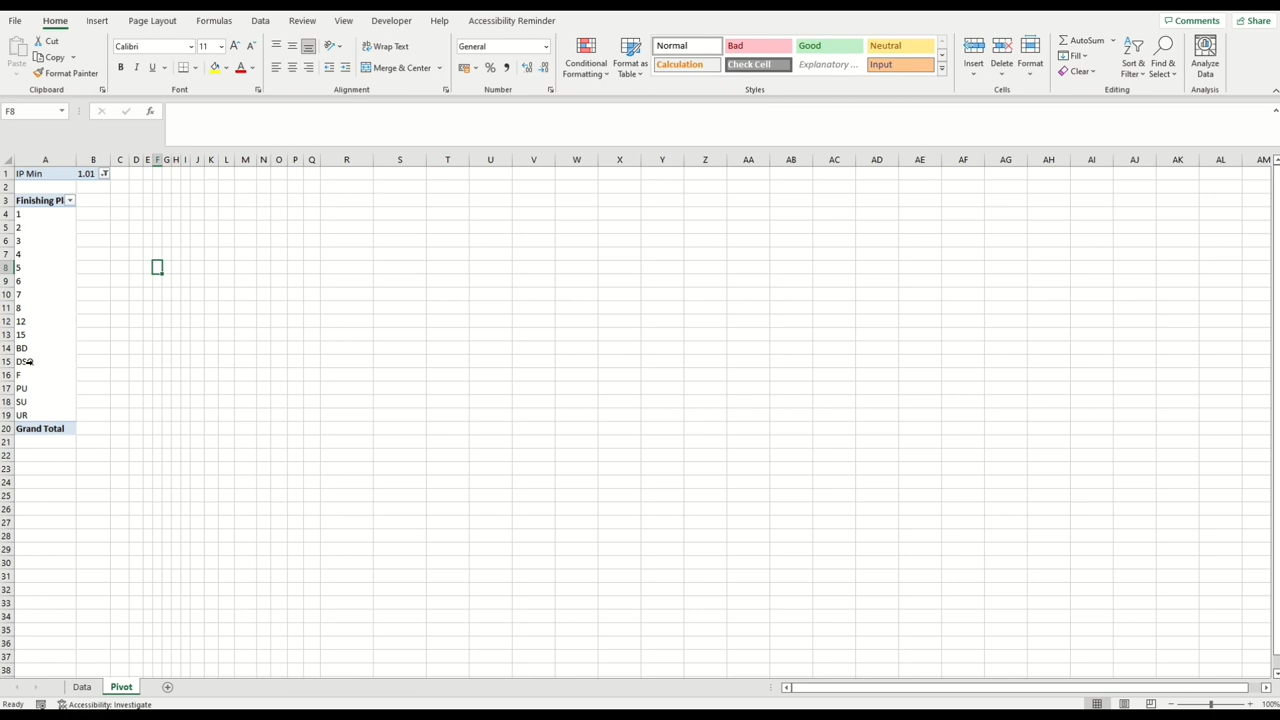 File Home Insert Page Layout Formulas Data Review View Developer Help Accessibility Reminder Comments Share
Paste Cut Copy Format Painter Clipboard
Calibri 11 A A B I U A Font
Wrap Text Merge & Center Alignment
General $ % , Number
Conditional Formatting Format as Table Normal Bad Good Neutral
Calculation Check Cell Explanatory ... Input Styles
Insert Delete Format Cells
AutoSum Fill Clear Sort & Filter Find & Select Editing
Analyze Data Analysis
F8 fx
A B C D E F G H I J K L M N O P Q R S T U V W X Y Z AA AB AC AD AE AF AG AH AI AJ AK AL AM
1 IP Min 1.01
2
3 Finishing Pl
4 1
5 2
6 3
7 4
8 5
9 6
10 7
11 8
12 12
13 15
14 BD
15 DSQ
16 F
17 PU
18 SU
19 UR
20 Grand Total
21
22
23
24
25
26
27
28
29
30
31
32
33
34
35
36
37
38
Data Pivot
Ready Accessibility: Investigate 100%